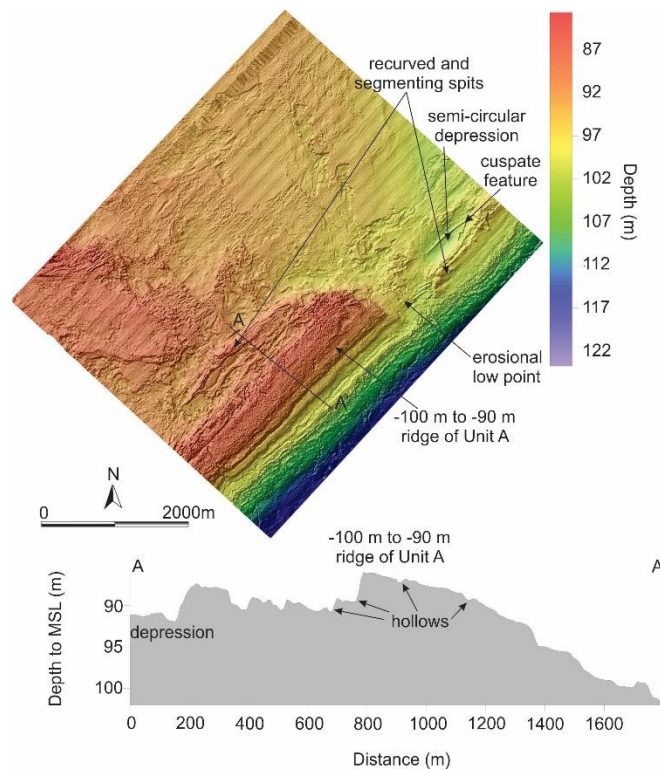 recurved and
segmenting spits
semi-circular
depression
cuspate
feature
87
92
97
102
107
112
117
122
Depth (m)
A
A
erosional
low point
-100 m to -90 m
ridge of Unit A
N
0
2000m
-100 m to -90 m
ridge of Unit A
A
A
Depth to MSL (m)
90
95
100
depression
hollows
0
200
400
600
800
1000
1200
1400
1600
Distance (m)